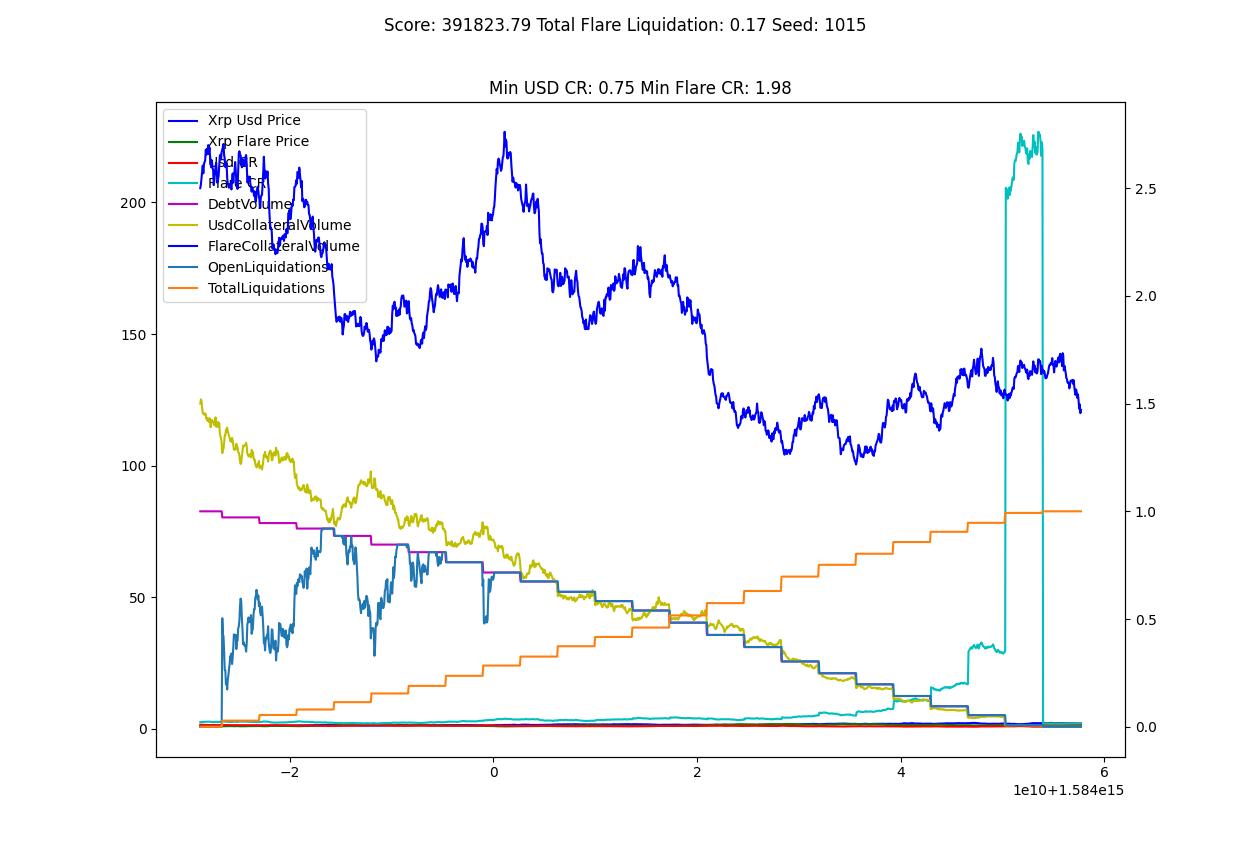 Score: 391823.79 Total Flare Liquidation: 0.17 Seed: 1015
Min USD CR: 0.75 Min Flare CR: 1.98
Xrp Usd Price
Xrp Flare Price
Usd CR
Flare CR
DebtVolume
UsdCollateralVolume
FlareCollateralVolume
OpenLiquidations
TotalLiquidations
200
150
100
50
0
2.5
2.0
1.5
1.0
0.5
0.0
−2
0
2
4
6
1e10+1.584e15